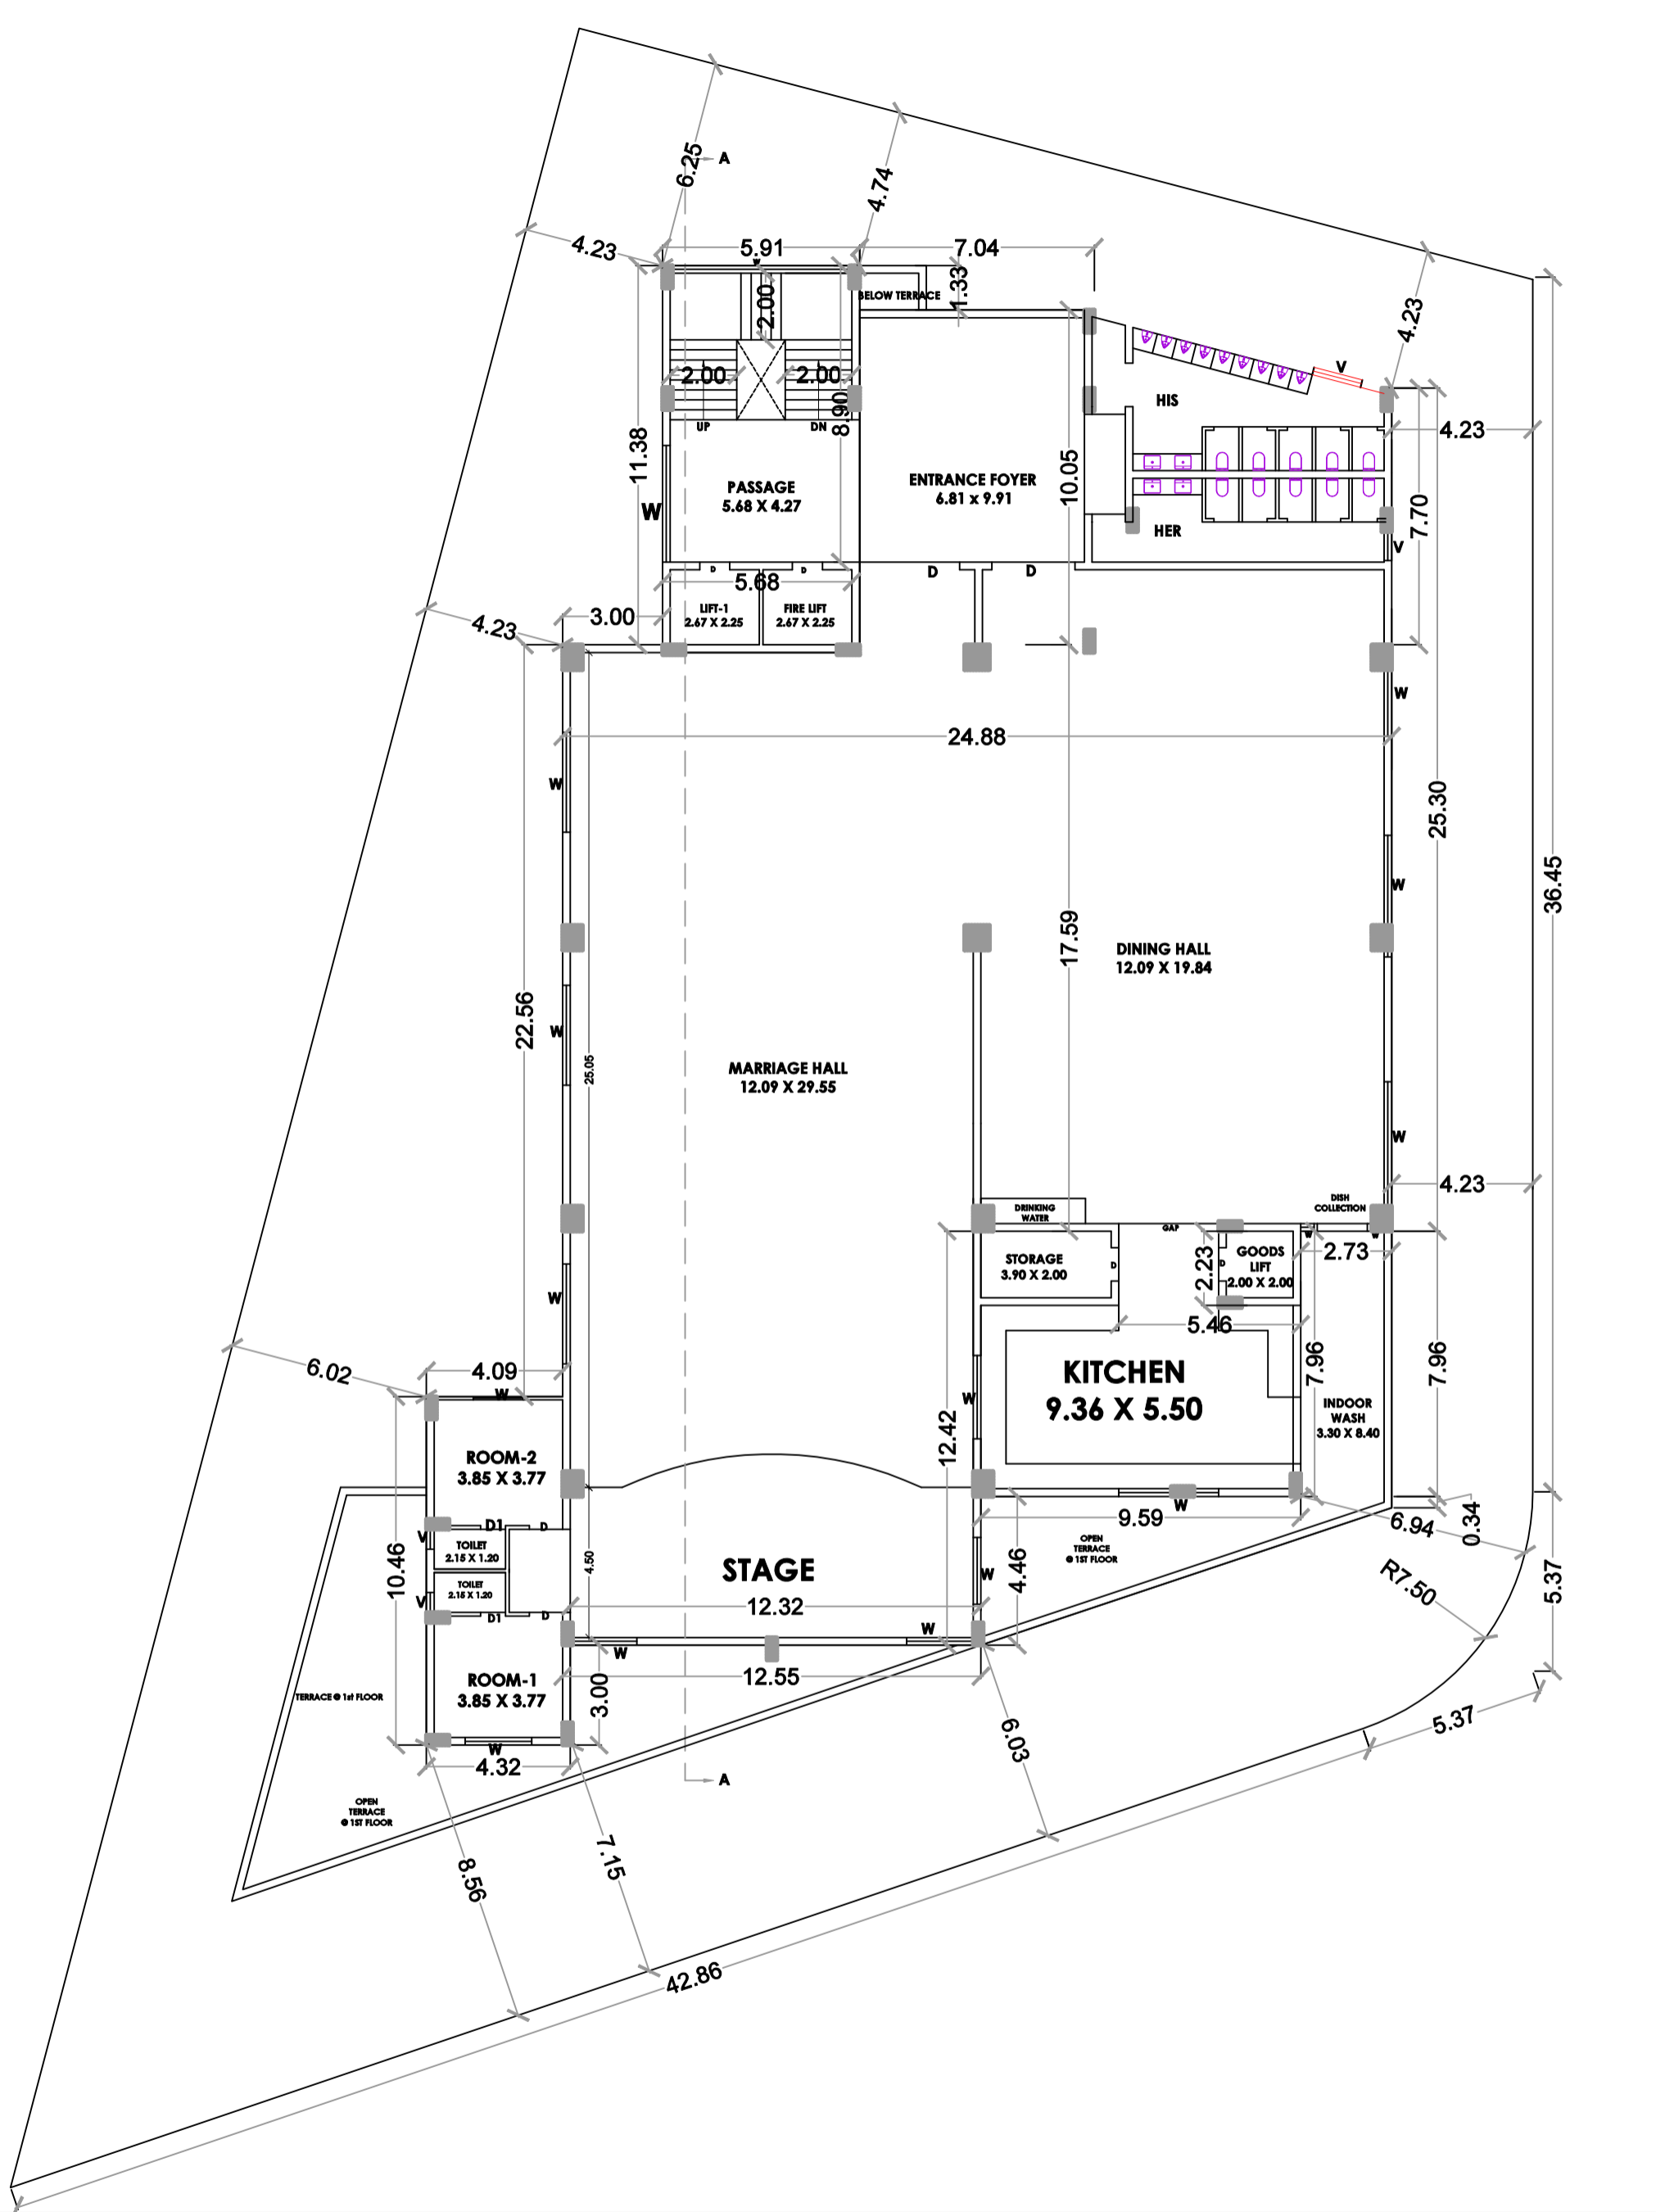 6.25
A
4.74
4.23
5.91
7.04
W
1.33
BELOW TERRACE
2.00
4.23
V
2.00
2.00
HIS
8.90
UP
DN
4.23
11.38
10.05
PASSAGE
5.68 X 4.27
ENTRANCE FOYER
6.81 x 9.91
W
7.70
HER
V
D
D
D
D
5.68
LIFT-1
2.67 X 2.25
FIRE LIFT
2.67 X 2.25
3.00
4.23
W
24.88
W
25.30
W
36.45
17.59
DINING HALL
12.09 X 19.84
22.56
W
25.05
MARRIAGE HALL
12.09 X 29.55
W
4.23
DISH
COLLECTION
DRINKING
WATER
GAP
W
W
STORAGE
3.90 X 2.00
D
2.23
D
GOODS
LIFT
2.00 X 2.00
2.73
W
5.46
7.96
7.96
6.02
4.09
W
KITCHEN
9.36 X 5.50
W
12.42
INDOOR
WASH
3.30 X 8.40
ROOM-2
3.85 X 3.77
W
9.59
6.94
0.34
D1
D
V
TOILET
2.15 X 1.20
OPEN
TERRACE
@ 1ST FLOOR
10.46
4.50
STAGE
4.46
W
R7.50
5.37
TOILET
2.15 X 1.20
V
D1
D
12.32
W
W
ROOM-1
3.85 X 3.77
12.55
3.00
TERRACE@ 1st FLOOR
W
4.32
6.03
5.37
A
OPEN
TERRACE
@ 1ST FLOOR
8.56
7.15
42.86